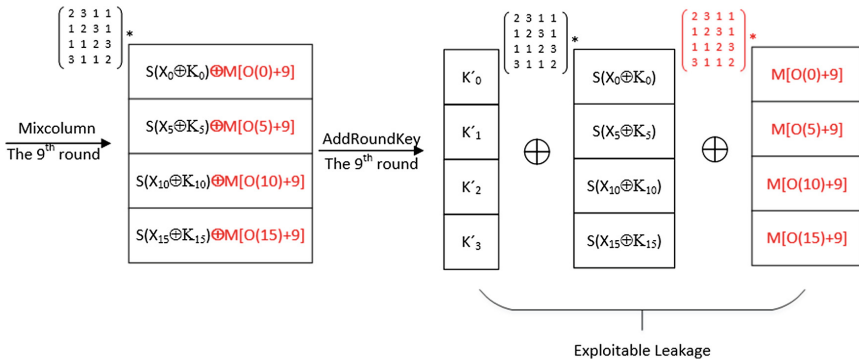 2 3 1 1
1 2 3 1
1 1 2 3
3 1 1 2
*
S(X₀⊕K₀)⊕M[O(0)+9]
S(X₅⊕K₅)⊕M[O(5)+9]
S(X₁₀⊕K₁₀)⊕M[O(10)+9]
S(X₁₅⊕K₁₅)⊕M[O(15)+9]
Mixcolumn
The 9ᵗʰ round
AddRoundKey
The 9ᵗʰ round
K´₀
K´₁
K´₂
K´₃
⊕
2 3 1 1
1 2 3 1
1 1 2 3
3 1 1 2
*
S(X₀⊕K₀)
S(X₅⊕K₅)
S(X₁₀⊕K₁₀)
S(X₁₅⊕K₁₅)
⊕
2 3 1 1
1 2 3 1
1 1 2 3
3 1 1 2
*
M[O(0)+9]
M[O(5)+9]
M[O(10)+9]
M[O(15)+9]
Exploitable Leakage